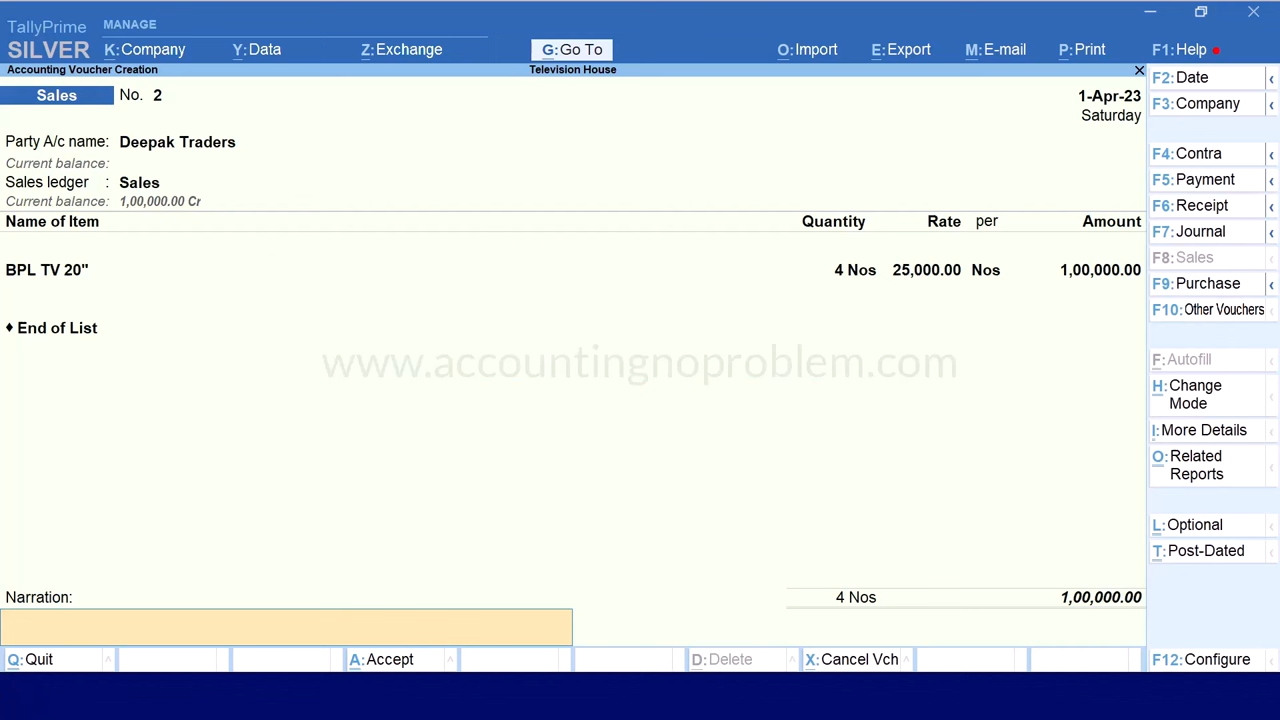 TallyPrime MANAGE
SILVER K:Company Y:Data Z:Exchange G:Go To O:Import E:Export M:E-mail P:Print F1:Help
Accounting Voucher Creation Television House
Sales No. 2 1-Apr-23
Saturday
Party A/c name: Deepak Traders
Current balance:
Sales ledger : Sales
Current balance: 1,00,000.00 Cr
Name of Item Quantity Rate per Amount
BPL TV 20" 4 Nos 25,000.00 Nos 1,00,000.00
♦ End of List
www.accountingnoproblem.com
Narration: 4 Nos 1,00,000.00
Q:Quit A:Accept D:Delete X:Cancel Vch F12:Configure
F2:Date
F3:Company
F4:Contra
F5:Payment
F6:Receipt
F7:Journal
F8:Sales
F9:Purchase
F10:Other Vouchers
F:Autofill
H:Change
Mode
I:More Details
O:Related
Reports
L:Optional
T:Post-Dated